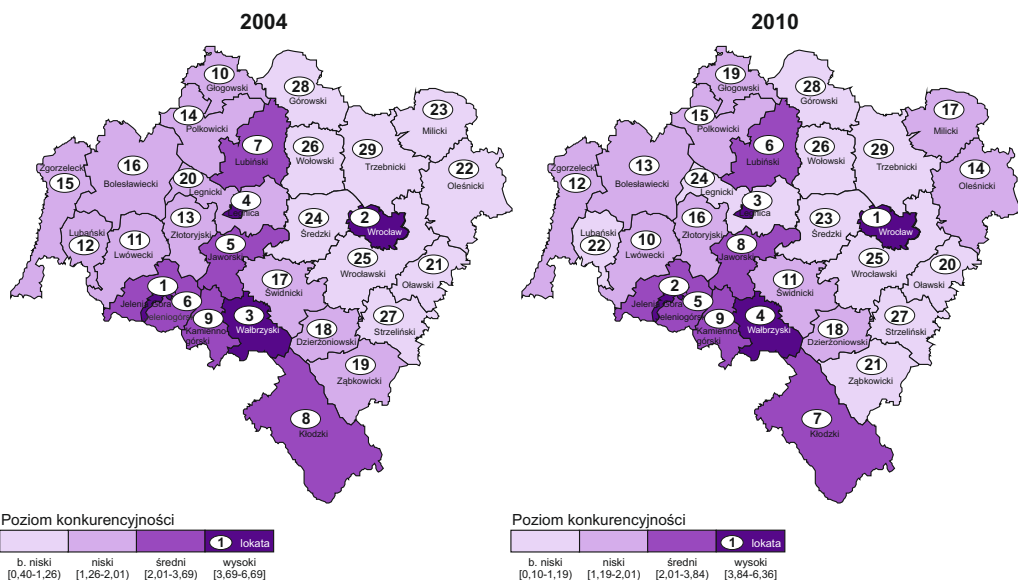 2004
10
Głogowski
28
Górowski
23
Milicki
14
Polkowicki
7
Lubiński
26
Wołowski
29
Trzebnicki
22
Oleśnicki
Zgorzelecki
15
16
Bolesławiecki
20
Legnicki
4
Legnica
2
Wrocław
Lubański
12
11
Lwówecki
13
Złotoryjski
5
Jaworski
24
Średzki
25
Wrocławski
21
Oławski
17
Świdnicki
1
Jelenia Góra
6
Jeleniogórski
9
Kamienno-
górski
3
Wałbrzyski
18
Dzierżoniowski
27
Strzeliński
19
Ząbkowicki
8
Kłodzki
Poziom konkurencyjności
1 lokata
b. niski niski średni wysoki
[0,40-1,26) [1,26-2,01) [2,01-3,69) [3,69-6,69]
2010
19
Głogowski
28
Górowski
17
Milicki
15
Polkowicki
6
Lubiński
26
Wołowski
29
Trzebnicki
14
Oleśnicki
Zgorzelecki
12
13
Bolesławiecki
24
Legnicki
3
Legnica
1
Wrocław
Lubański
22
10
Lwówecki
16
Złotoryjski
8
Jaworski
23
Średzki
25
Wrocławski
20
Oławski
11
Świdnicki
2
Jelenia Góra
5
Jeleniogórski
9
Kamienno-
górski
4
Wałbrzyski
18
Dzierżoniowski
27
Strzeliński
21
Ząbkowicki
7
Kłodzki
Poziom konkurencyjności
1 lokata
b. niski niski średni wysoki
[0,10-1,19) [1,19-2,01) [2,01-3,84) [3,84-6,36]